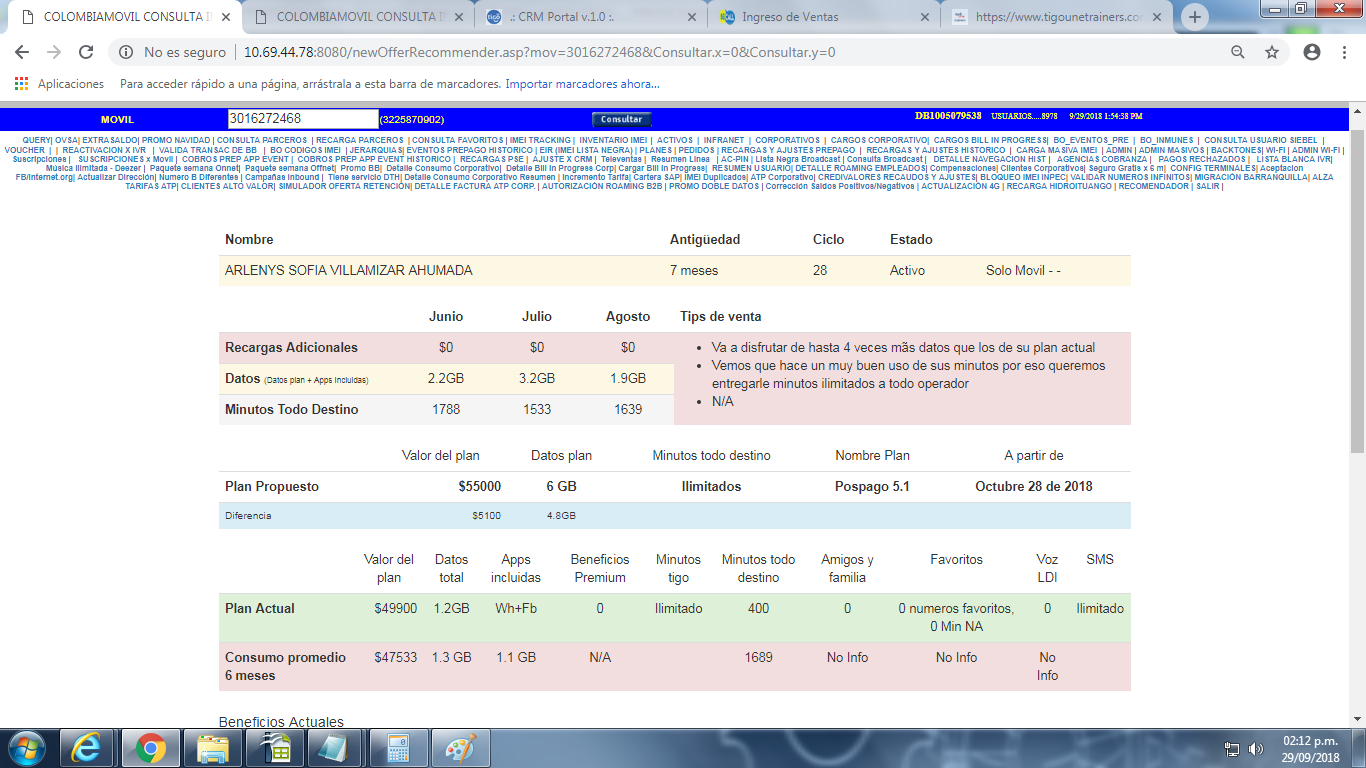 COLOMBIAMOVIL CONSULTA I
COLOMBIAMOVIL CONSULTA I
.: CRM Portal v.1.0 :.
Ingreso de Ventas
https://www.tigounetrainers.co
No es seguro | 10.69.44.78:8080/newOfferRecommender.asp?mov=3016272468&Consultar.x=0&Consultar.y=0
Aplicaciones Para acceder rápido a una página, arrástrala a esta barra de marcadores. Importar marcadores ahora...
MOVIL 3016272468 (3225870902) Consultar DB1005079538 USUARIOS....8978 9/29/2018 1:54:38 PM
QUERY| OVSA| EXTRASALDO| PROMO NAVIDAD | CONSULTA PARCEROS | RECARGA PARCEROS | CONSULTA FAVORITOS | IMEI TRACKING | INVENTARIO IMEI | ACTIVOS | INFRANET | CORPORATIVOS | CARGOS CORPORATIVO| CARGOS BILL IN PROGRESS| BO_EVENTOS_PRE | BO_INMUNES | CONSULTA USUARIO SIEBEL |
VOUCHER | | REACTIVACION X IVR | VALIDA TRANSAC DE BB | BO CODIGOS IMEI | JERARQUIAS| EVENTOS PREPAGO HISTORICO | EIR (IMEI LISTA NEGRA) | PLANES | PEDIDOS | RECARGAS Y AJUSTES PREPAGO | RECARGAS Y AJUSTES HISTORICO | CARGA MASIVA IMEI | ADMIN | ADMIN MASIVOS | BACKTONES| WI-FI | ADMIN WI-FI |
Suscripciones | SUSCRIPCIONES x Movil | COBROS PREP APP EVENT | COBROS PREP APP EVENT HISTORICO | RECARGAS PSE | AJUSTE X CRM | Televentas | Resumen Linea | AC-PIN | Lista Negra Broadcast | Consulta Broadcast | DETALLE NAVEGACION HIST | AGENCIAS COBRANZA | PAGOS RECHAZADOS | LISTA BLANCA IVR|
Música Ilimitada - Deezer | Paquete semana Onnet| Paquete semana Offnet| Promo BB| Detalle Consumo Corporativo| Detalle Bill In Progress Corp| Cargar Bill In Progress| RESUMEN USUARIO| DETALLE ROAMING EMPLEADOS| Compensaciones| Clientes Corporativos| Seguro Gratis x 6 m| CONFIG TERMINALES| Aceptacion
FB/Internet.org| Actualizar Dirección| Numero B Diferentes | Campañas Inbound | Tiene servicio DTH| Detalle Consumo Corporativo Resumen | Incremento Tarifa| Cartera SAP| IMEI Duplicados| ATP Corporativo| CREDIVALORES RECAUDOS Y AJUSTES| BLOQUEO IMEI INPEC| VALIDAR NUMEROS INFINITOS| MIGRACIÓN BARRANQUILLA| ALZA
TARIFAS ATP| CLIENTES ALTO VALOR| SIMULADOR OFERTA RETENCIÓN| DETALLE FACTURA ATP CORP. | AUTORIZACIÓN ROAMING B2B | PROMO DOBLE DATOS | Corrección Saldos Positivos/Negativos | ACTUALIZACIÓN 4G | RECARGA HIDROITUANGO | RECOMENDADOR | SALIR |
Nombre Antigüedad Ciclo Estado
ARLENYS SOFIA VILLAMIZAR AHUMADA 7 meses 28 Activo Solo Movil - -
Junio Julio Agosto Tips de venta
Recargas Adicionales $0 $0 $0
Datos (Datos plan + Apps Incluidas) 2.2GB 3.2GB 1.9GB
Minutos Todo Destino 1788 1533 1639
• Va a disfrutar de hasta 4 veces mãs datos que los de su plan actual
• Vemos que hace un muy buen uso de sus minutos por eso queremos
entregarle minutos ilimitados a todo operador
• N/A
Valor del plan Datos plan Minutos todo destino Nombre Plan A partir de
Plan Propuesto $55000 6 GB Ilimitados Pospago 5.1 Octubre 28 de 2018
Diferencia $5100 4.8GB
Valor del Datos Apps Beneficios Minutos Minutos todo Amigos y Favoritos Voz SMS
plan total incluidas Premium tigo destino familia LDI
Plan Actual $49900 1.2GB Wh+Fb 0 Ilimitado 400 0 0 numeros favoritos, 0 Ilimitado
0 Min NA
Consumo promedio $47533 1.3 GB 1.1 GB N/A 1689 No Info No Info No
6 meses Info
Beneficios Actuales
02:12 p.m.
29/09/2018